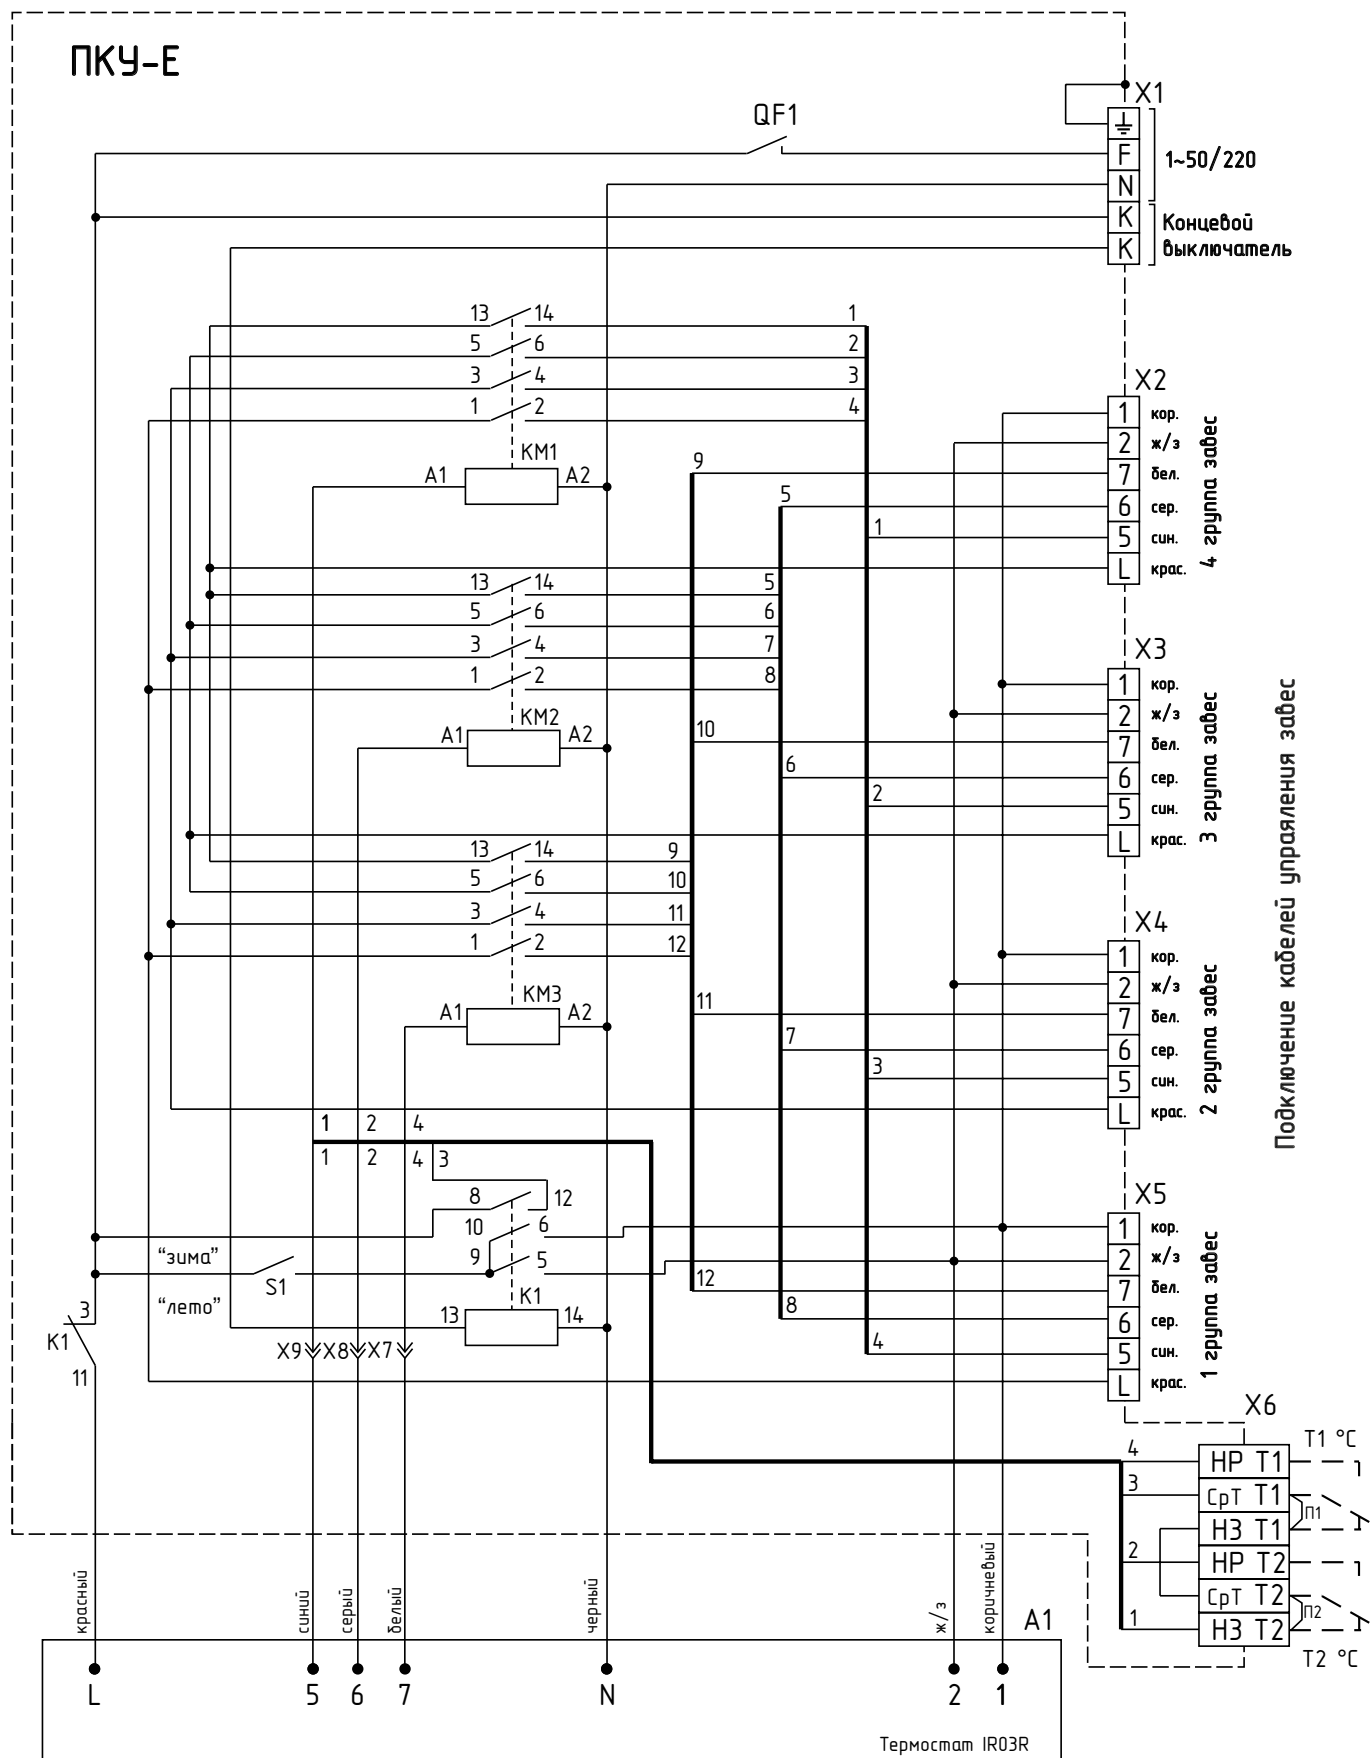 ПКУ-Е
QF1
X1
F
1~50/220
N
K
Концевой
K
выключатель
13 14 1
5 6 2
3 4 3
1 2 4
KM1
A1 A2
9
5
1
X2
1 кор.
2 ж/з
7 бел.
6 сер.
5 син.
L крас.
4 группа завес
13 14 5
5 6 6
3 4 7
1 2 8
KM2
A1 A2
10
6
2
X3
1 кор.
2 ж/з
7 бел.
6 сер.
5 син.
L крас.
3 группа завес
Подключение кабелей упраяления завес
13 14 9
5 6 10
3 4 11
1 2 12
KM3
A1 A2
11
7
3
X4
1 кор.
2 ж/з
7 бел.
6 сер.
5 син.
L крас.
2 группа завес
1 2 4
1 2 4 3
8 12
10 6
9 5
“зима”
S1
“лето”
K1
13 14
12
8
4
X5
1 кор.
2 ж/з
7 бел.
6 сер.
5 син.
L крас.
1 группа завес
3
K1
11
X9 X8 X7
X6
T1 °C
4 НР T1
3 СрТ T1
П1
НЗ T1
2 НР T2
СрТ T2
П2
1 НЗ T2
T2 °C
красный
синий
серый
белый
черный
ж/з
коричневый
A1
L 5 6 7 N 2 1
Термостат IR03R